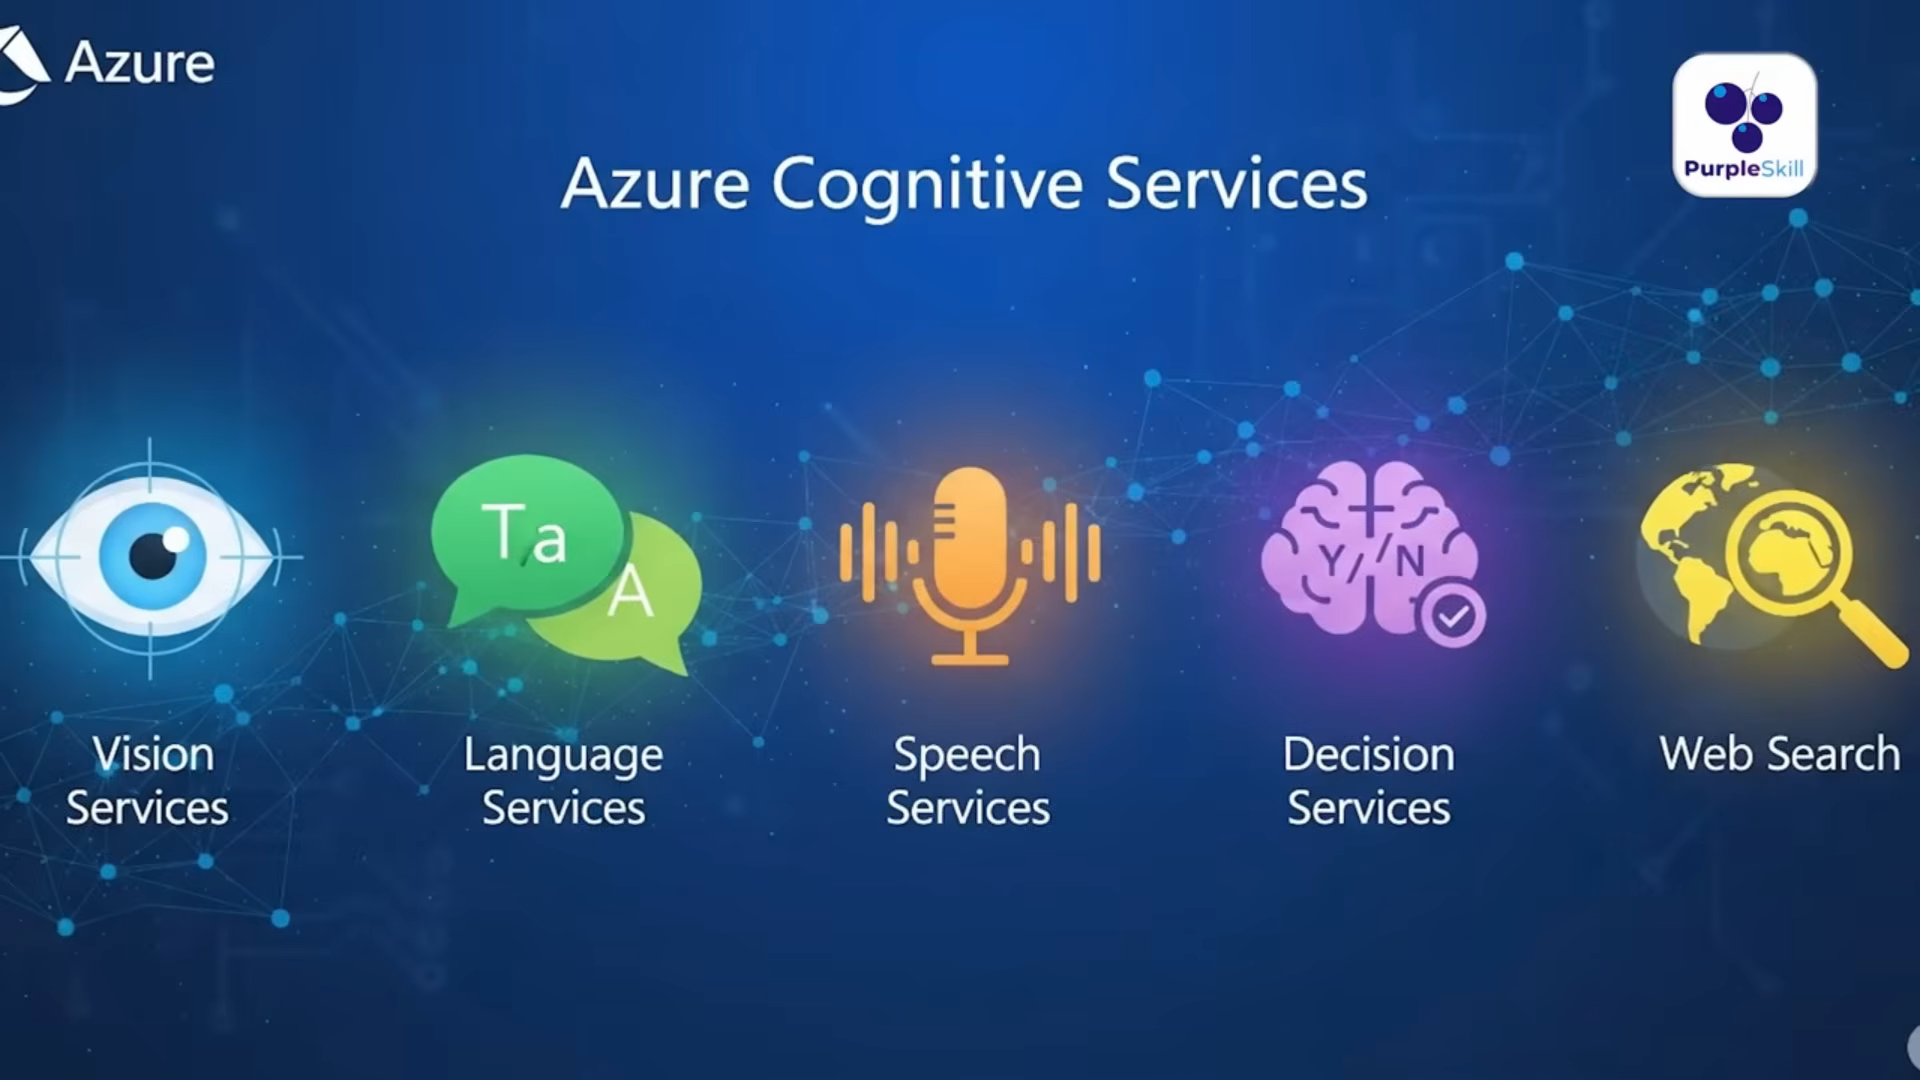 Azure
PurpleSkill
Azure Cognitive Services
Ta
A
Y/ /N
Vision
Services
Language
Services
Speech
Services
Decision
Services
Web Search